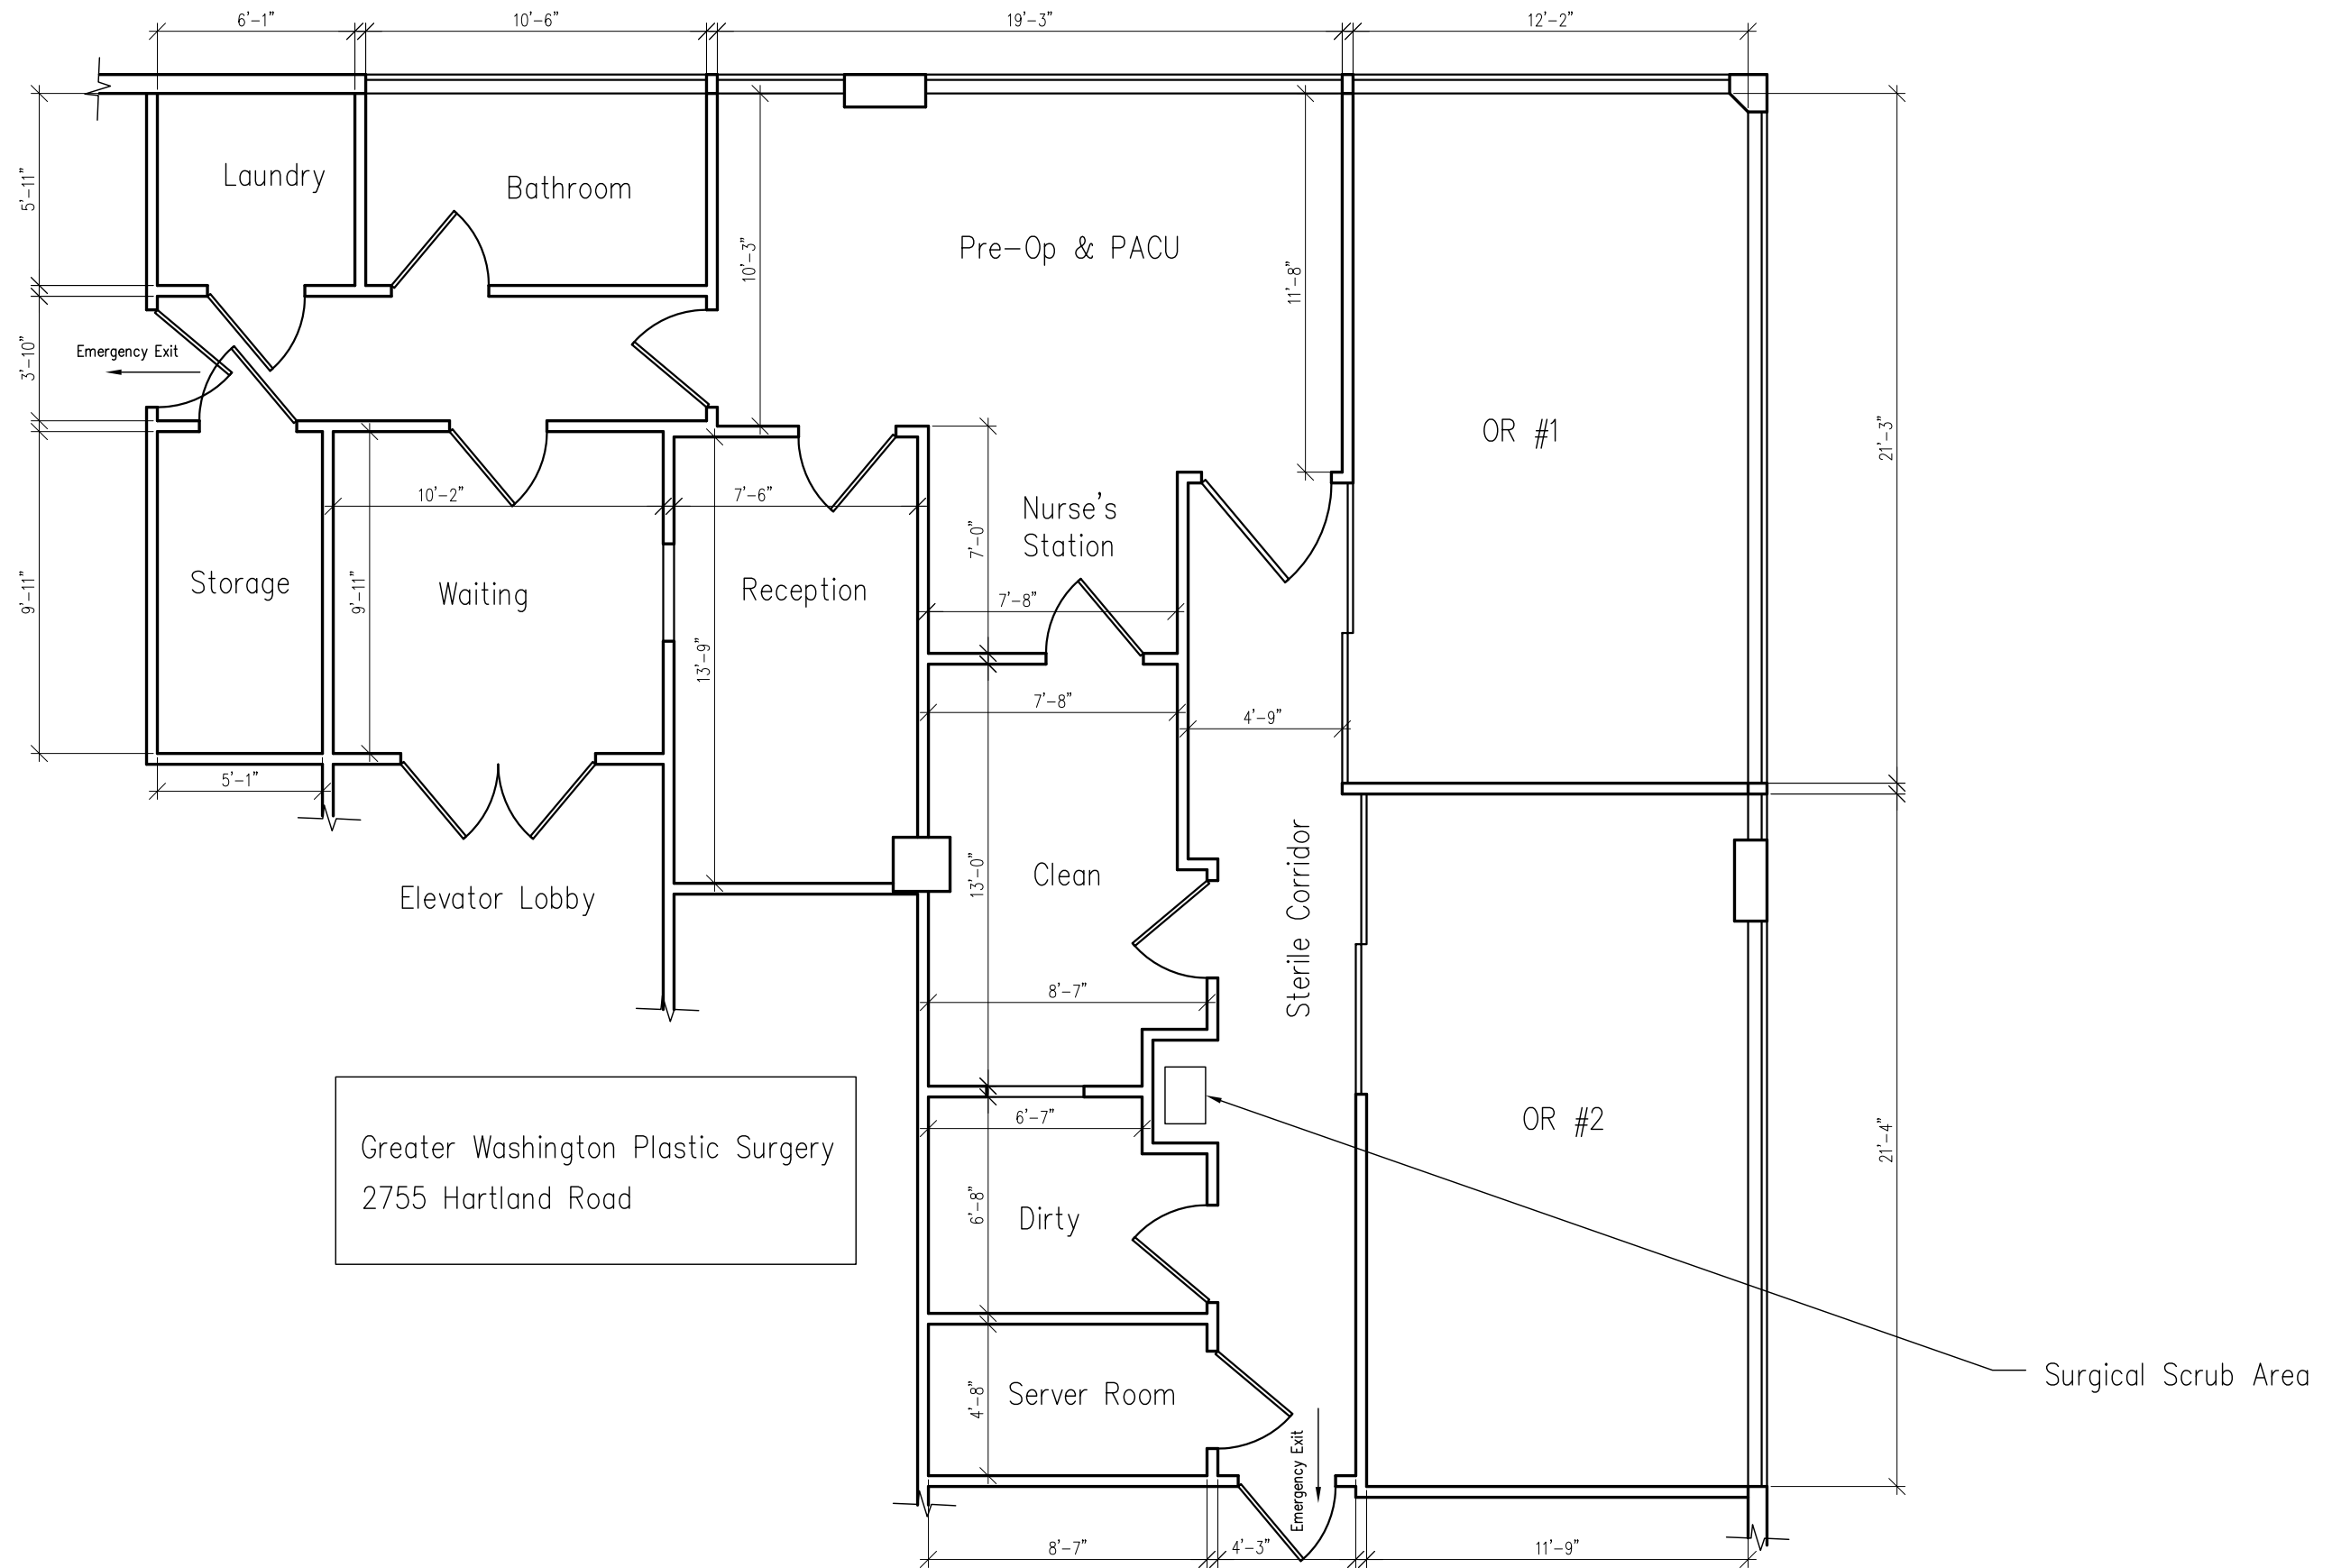 6'-1"
10'-6"
19'-3"
12'-2"
5'-11"
Laundry
Bathroom
10'-3"
Pre-Op & PACU
11'-8"
3'-10"
Emergency Exit
OR #1
21'-3"
10'-2"
7'-6"
Nurse's
Station
7'-0"
9'-11"
Storage
9'-11"
Waiting
Reception
13'-9"
7'-8"
7'-8"
4'-9"
5'-1"
Elevator Lobby
13'-0"
Clean
Sterile Corridor
8'-7"
6'-7"
OR #2
21'-4"
Greater Washington Plastic Surgery
2755 Hartland Road
6'-8"
Dirty
Surgical Scrub Area
4'-8"
Server Room
Emergency Exit
8'-7"
4'-3"
11'-9"